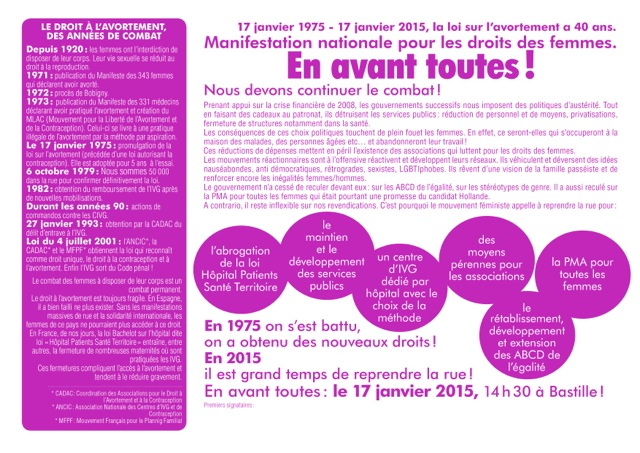 LE DROIT À L'AVORTEMENT,
DES ANNÉES DE COMBAT
Depuis 1920 : les femmes ont l'interdiction de
disposer de leur corps. Leur vie sexuelle se réduit au
droit à la reproduction.
1971 : publication du Manifeste des 343 femmes
qui déclarent avoir avorté.
1972 : procès de Bobigny.
1973 : publication du Manifeste des 331 médecins
déclarant avoir pratiqué l'avortement et création du
MLAC (Mouvement pour la Liberté de l'Avortement et
de la Contraception). Celui-ci se livre à une pratique
illégale de l'avortement par la méthode par aspiration.
Le 17 janvier 1975 : promulgation de la
loi sur l'avortement (précédée d'une loi autorisant la
contraception). Elle est adoptée pour 5 ans à l'essai.
6 octobre 1979 : Nous sommes 50 000
dans la rue pour confirmer définitivement la loi.
1982 : obtention du remboursement de l'IVG après
de nouvelles mobilisations.
Durant les années 90 : actions de
commandos contre les CIVG.
27 janvier 1993 : obtention par la CADAC du
délit d'entrave à l'IVG.
Loi du 4 juillet 2001 : l'ANCIC*, la
CADAC* et le MFPF* obtiennent la loi qui reconnaît
comme droit unique, le droit à la contraception et à
l'avortement. Enfin l'IVG sort du Code pénal !
Le combat des femmes à disposer de leur corps est un
combat permanent.
Le droit à l'avortement est toujours fragile. En Espagne,
il a bien failli ne plus exister. Sans les manifestations
massives de rue et la solidarité internationale, les
femmes de ce pays ne pourraient plus accéder à ce droit.
En France, de nos jours, la loi Bachelot sur l'hôpital dite
loi « Hôpital Patients Santé Territoire » entraîne, entre
autres, la fermeture de nombreuses maternités où sont
pratiquées les IVG.
Ces fermetures compliquent l'accès à l'avortement et
tendent à le réduire gravement.
* CADAC: Coordination des Associations pour le Droit à
l'Avortement et à la Contraception
* ANCIC : Association Nationale des Centres d'IVG et de
Contraception
* MFPF : Mouvement Français pour le Plannig Familial
17 janvier 1975 - 17 janvier 2015, la loi sur l'avortement a 40 ans.
Manifestation nationale pour les droits des femmes.
En avant toutes !
Nous devons continuer le combat !
Prenant appui sur la crise financière de 2008, les gouvernements successifs nous imposent des politiques d'austérité. Tout
en faisant des cadeaux au patronat, ils détruisent les services publics : réduction de personnel et de moyens, privatisations,
fermeture de structures notamment dans la santé.
Les conséquences de ces choix politiques touchent de plein fouet les femmes. En effet, ce seront-elles qui s'occuperont à la
maison des malades, des personnes âgées etc… et abandonneront leur travail !
Ces réductions de dépenses mettent en péril l'existence des associations qui luttent pour les droits des femmes.
Les mouvements réactionnaires sont à l'offensive réactivent et développent leurs réseaux. Ils véhiculent et déversent des idées
nauséabondes, anti démocratiques, rétrogrades, sexistes, LGBTIphobes. Ils rêvent d'une vision de la famille passéiste et de
renforcer encore les inégalités femmes/hommes.
Le gouvernement n'a cessé de reculer devant eux : sur les ABCD de l'égalité, sur les stéréotypes de genre. Il a aussi reculé sur
la PMA pour toutes les femmes qui était pourtant une promesse du candidat Hollande.
A contrario, il reste inflexible sur nos revendications. C'est pourquoi le mouvement féministe appelle à reprendre la rue pour :
l'abrogation
de la loi
Hôpital Patients
Santé Territoire
le
maintien
et le
développement
des services
publics
un centre
d'IVG
dédié par
hôpital avec le
choix de la
méthode
des
moyens
pérennes pour
les associations
le
rétablissement,
développement
et extension
des ABCD de
l'égalité
la PMA pour
toutes les
femmes
En 1975 on s'est battu,
on a obtenu des nouveaux droits !
En 2015
il est grand temps de reprendre la rue !
En avant toutes : le 17 janvier 2015, 14 h 30 à Bastille !
Premiers signataires :